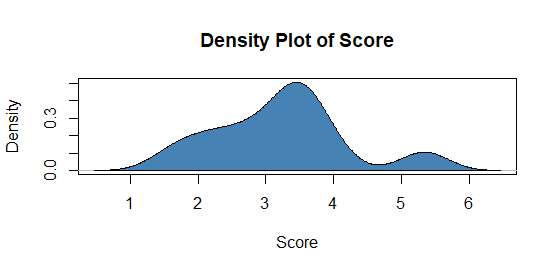 Density Plot of Score
Density
0.3
0.0
1 2 3 4 5 6
Score